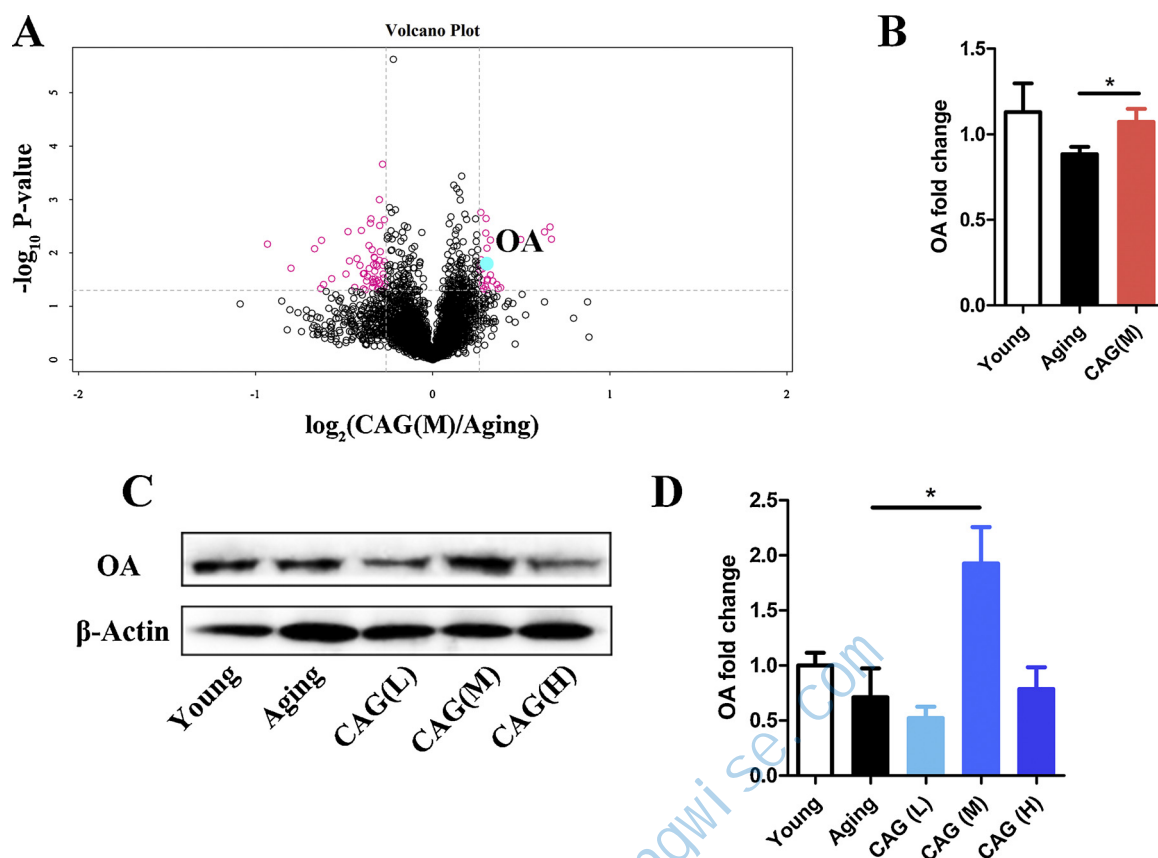 A
Volcano Plot
-log10 P-value
5
4
3
2
1
0
OA
-2
-1
0
1
2
log2(CAG(M)/Aging)
B
*
OA fold change
1.5
1.0
0.5
0.0
Young
Aging
CAG(M)
C
OA
β-Actin
Young
Aging
CAG(L)
CAG(M)
CAG(H)
D
*
OA fold change
2.5
2.0
1.5
1.0
0.5
0.0
Young
Aging
CAG (L)
CAG (M)
CAG (H)